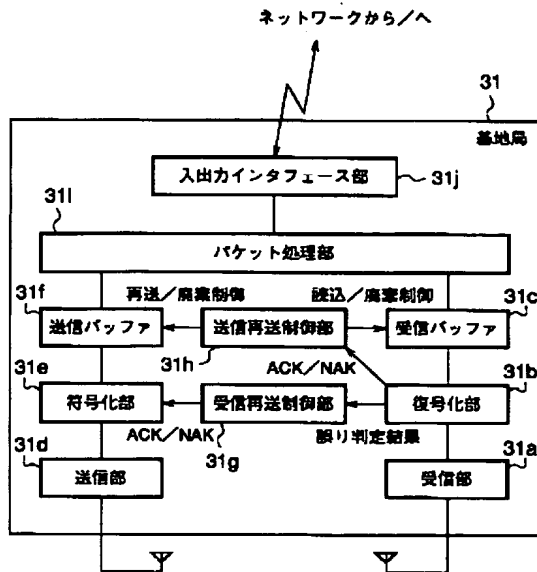 ネットワークから／へ
31
基地局
入出力インタフェース部
31j
31l
パケット処理部
31f
再送／廃棄制御
読込／廃棄制御
31c
送信バッファ
送信再送制御部
受信バッファ
31e
31h
ACK／NAK
31b
符号化部
受信再送制御部
復号化部
31d
ACK／NAK
31g
誤り判定結果
31a
送信部
受信部